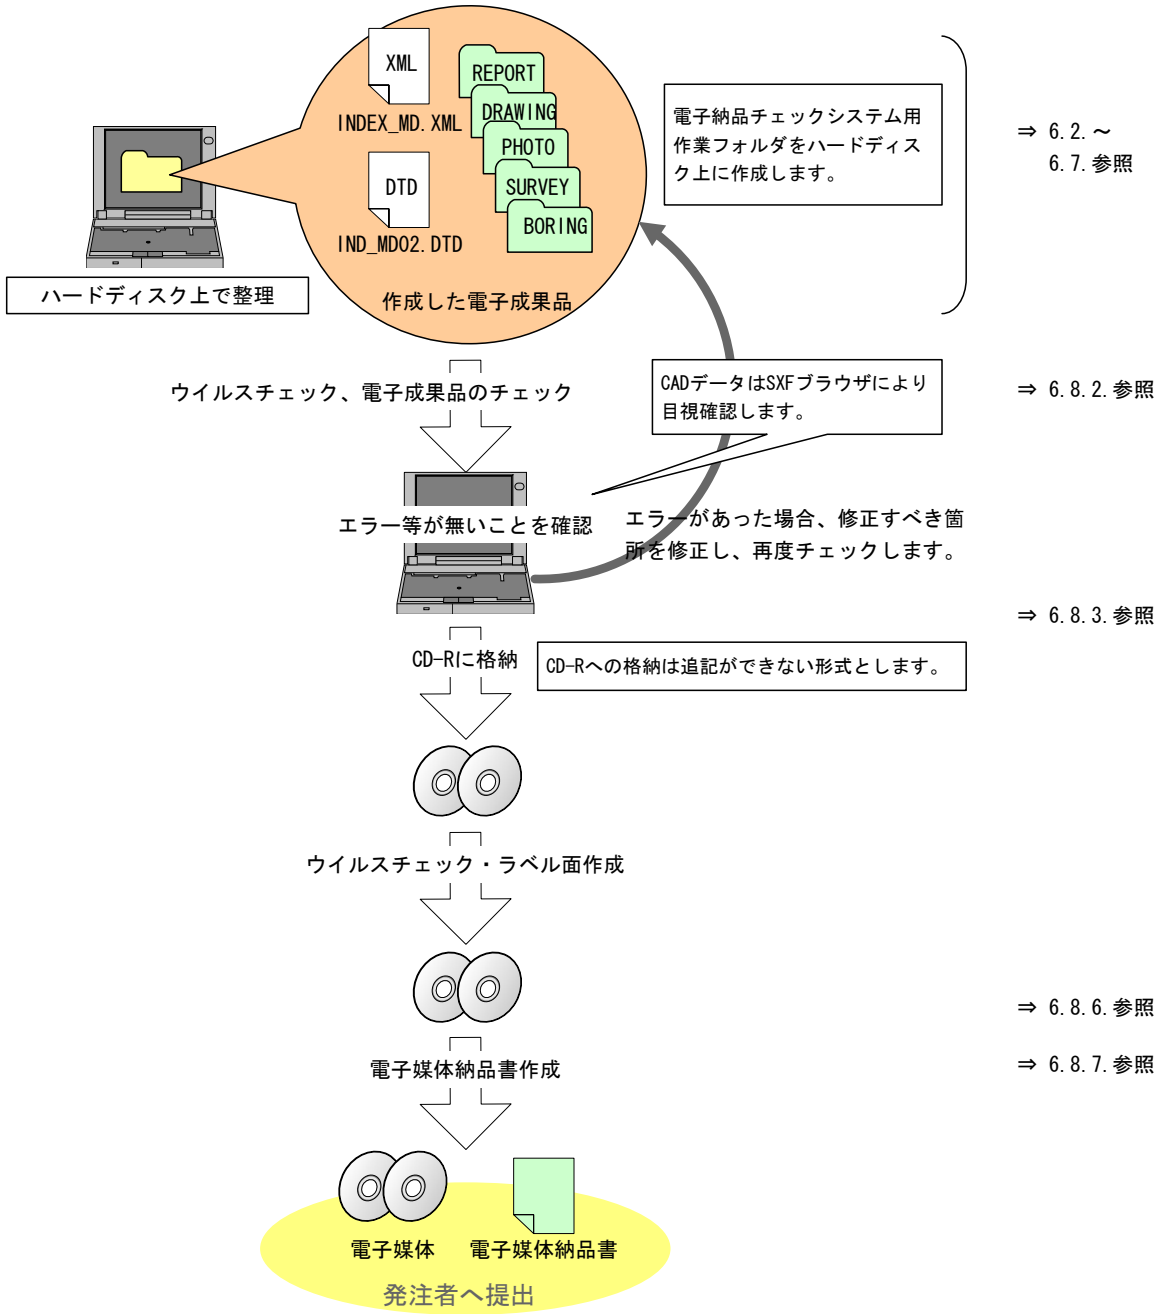 XML
INDEX_MD.XML
DTD
IND_MD02.DTD
REPORT
DRAWING
PHOTO
SURVEY
BORING
作成した電子成果品
ハードディスク上で整理
電子納品チェックシステム用
作業フォルダをハードディス
ク上に作成します。
⇒ 6.2.～
6.7.参照
ウイルスチェック、電子成果品のチェック
CADデータはSXFブラウザにより
目視確認します。
⇒ 6.8.2.参照
エラー等が無いことを確認
エラーがあった場合、修正すべき箇
所を修正し、再度チェックします。
⇒ 6.8.3.参照
CD-Rに格納
CD-Rへの格納は追記ができない形式とします。
ウイルスチェック・ラベル面作成
⇒ 6.8.6.参照
電子媒体納品書作成
⇒ 6.8.7.参照
電子媒体
電子媒体納品書
発注者へ提出